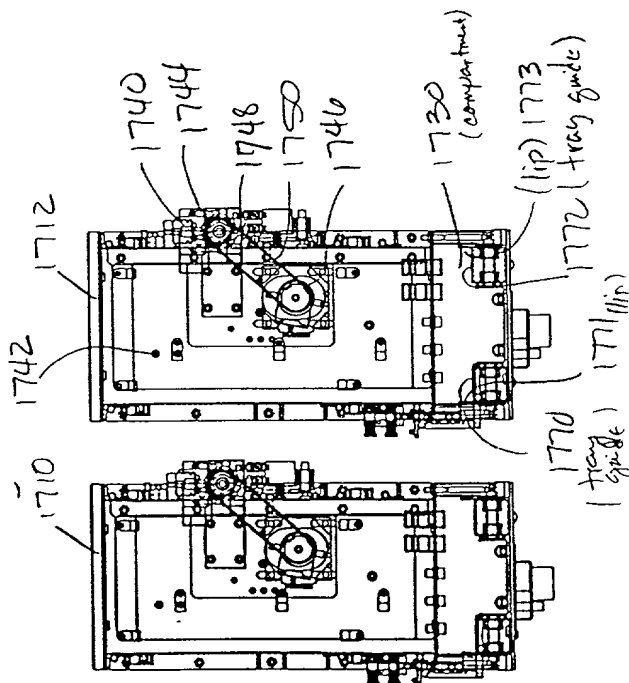 1710
1742
1712
1740
1744
1748
1750
1746
1730
(compartment)
(lip) 1773
1772 (tray guide)
1771 (lip)
1770
(tray
guide)